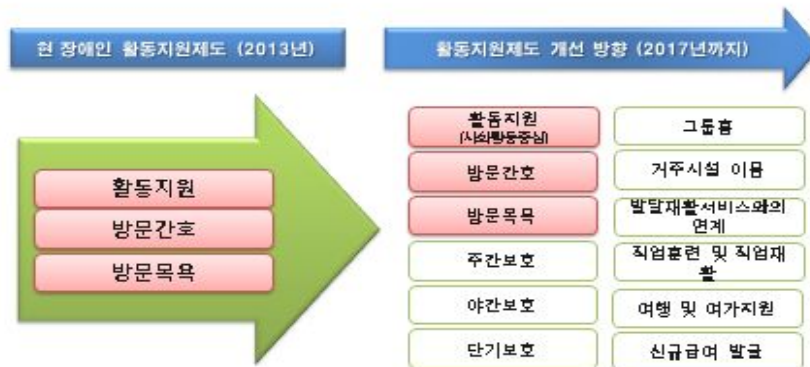 현 장애인 활동지원제도 (2013년)
활동지원제도 개선 방향 (2017년까지)
활동지원
방문간호
방문목욕
활동지원
(사회활동중심)
방문간호
방문목욕
주간보호
야간보호
단기보호
그룹홈
거주시설 이용
발달재활서비스와의
연계
직업훈련 및 직업재
활
여행 및 여가지원
신규급여 발굴